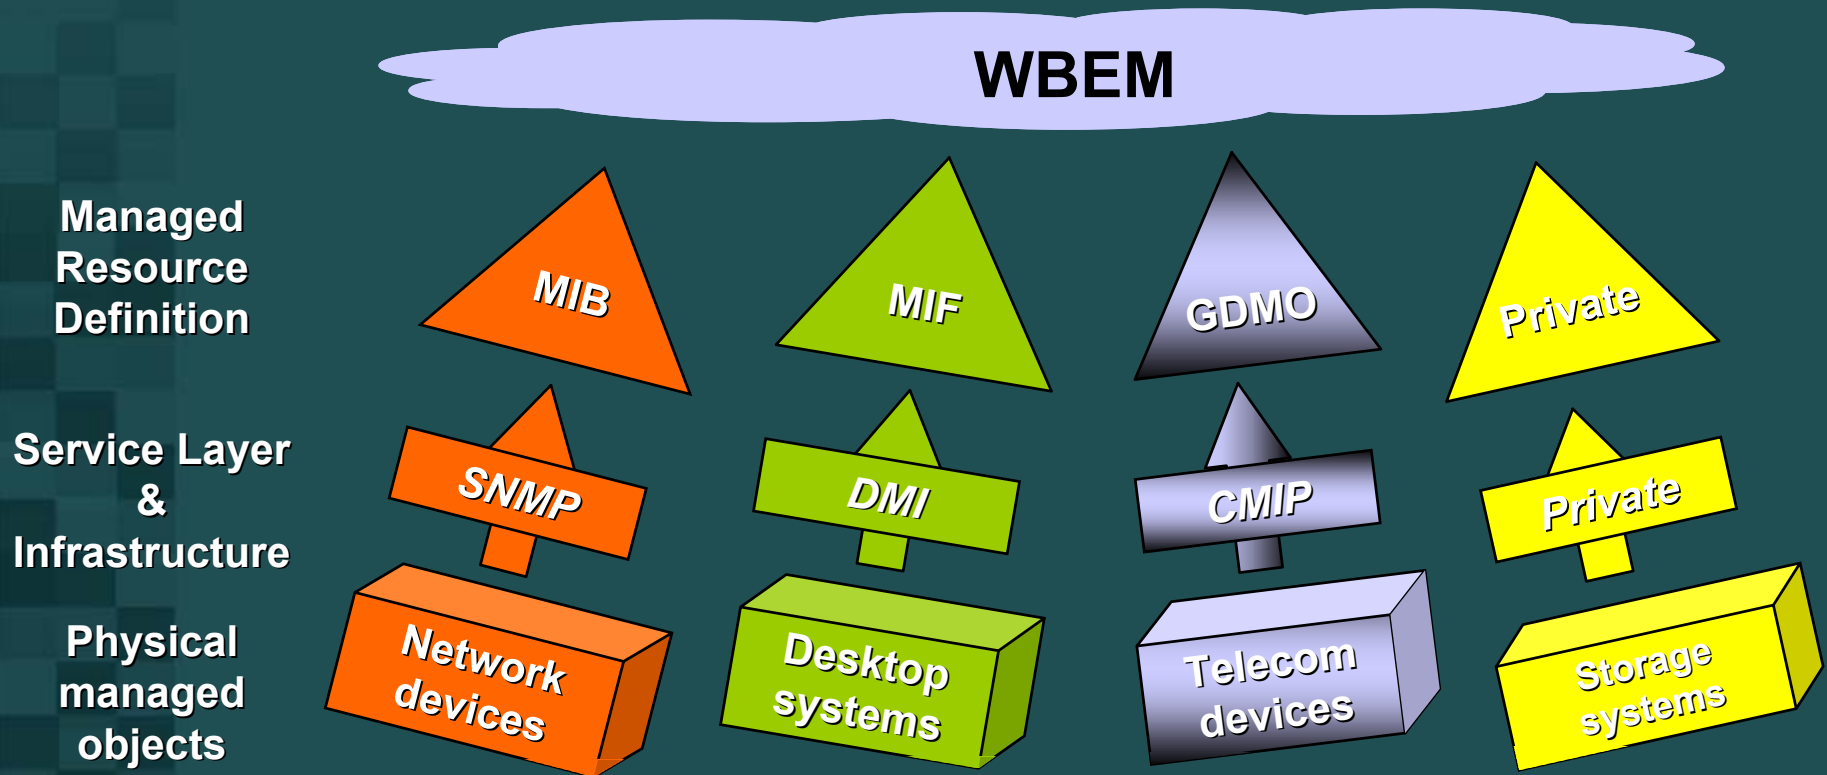 WBEM
Managed
Resource
Definition
MIB
MIF
GDMO
Private
Service Layer
&
Infrastructure
SNMP
DMI
CMIP
Private
Physical
managed
objects
Network
devices
Desktop
systems
Telecom
devices
Storage
systems